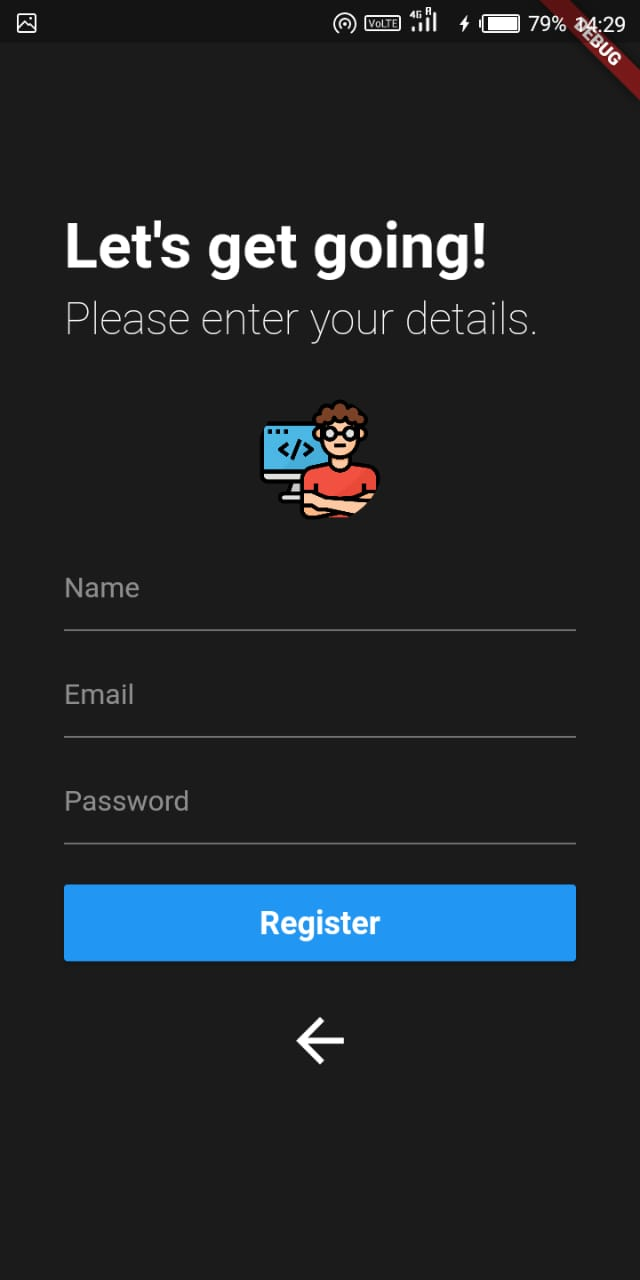 VoLTE 4G R 79% 14:29
DEBUG
Let's get going!
Please enter your details.
</>
Name
Email
Password
Register